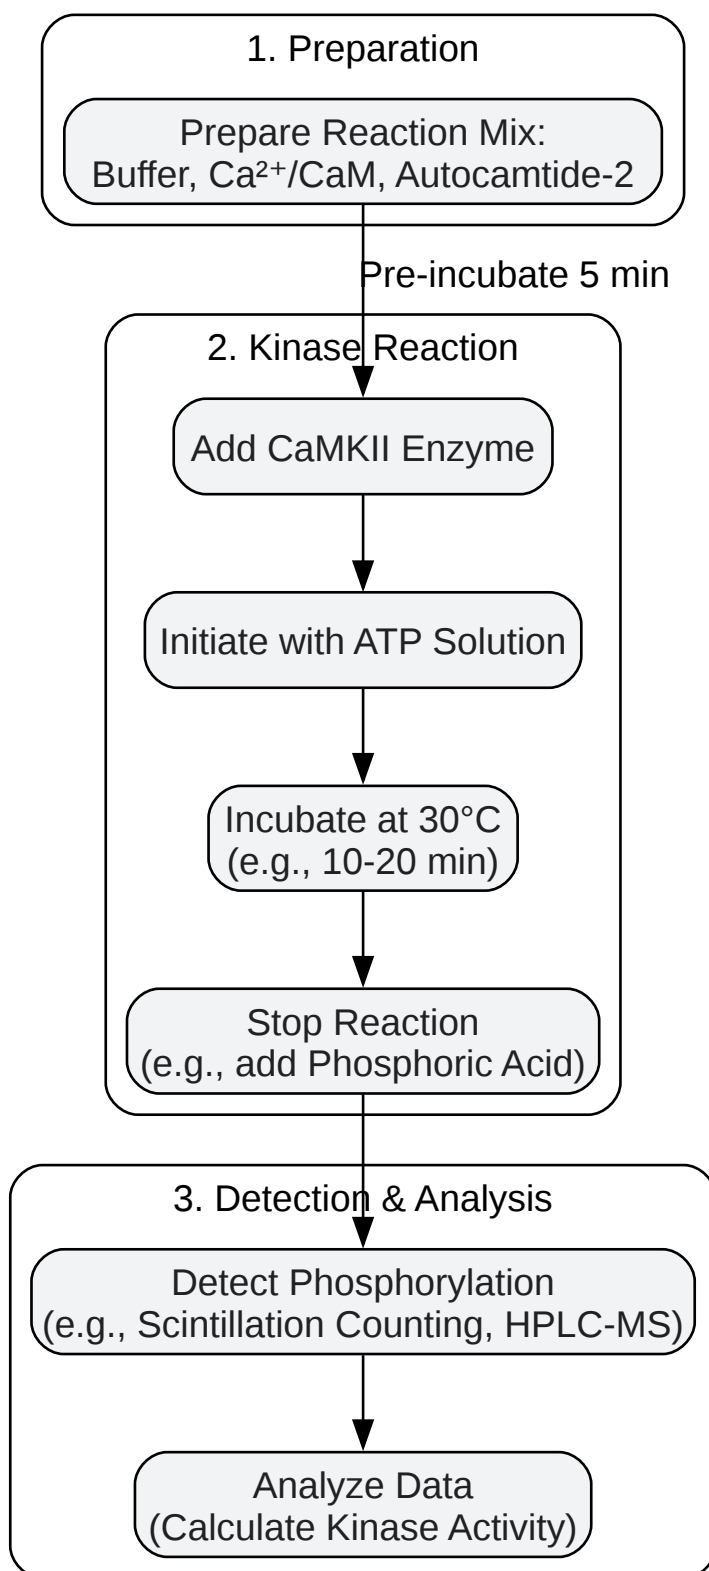 1. Preparation
Prepare Reaction Mix:
Buffer, Ca²⁺/CaM, Autocamtide-2
Pre-incubate 5 min
2. Kinase Reaction
Add CaMKII Enzyme
Initiate with ATP Solution
Incubate at 30°C
(e.g., 10-20 min)
Stop Reaction
(e.g., add Phosphoric Acid)
3. Detection & Analysis
Detect Phosphorylation
(e.g., Scintillation Counting, HPLC-MS)
Analyze Data
(Calculate Kinase Activity)